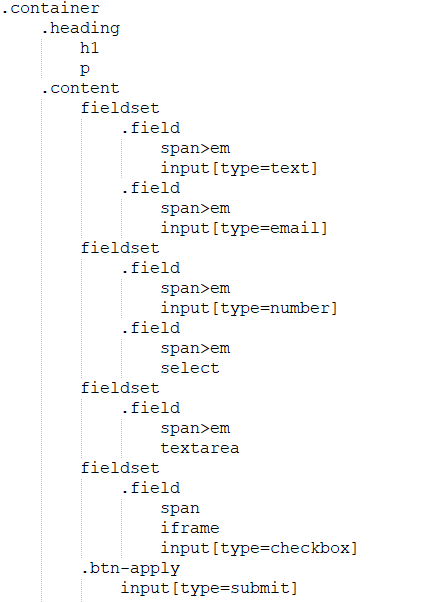 .container
.heading
h1
p
.content
fieldset
.field
span>em
input[type=text]
.field
span>em
input[type=email]
fieldset
.field
span>em
input[type=number]
.field
span>em
select
fieldset
.field
span>em
textarea
fieldset
.field
span
iframe
input[type=checkbox]
.btn-apply
input[type=submit]